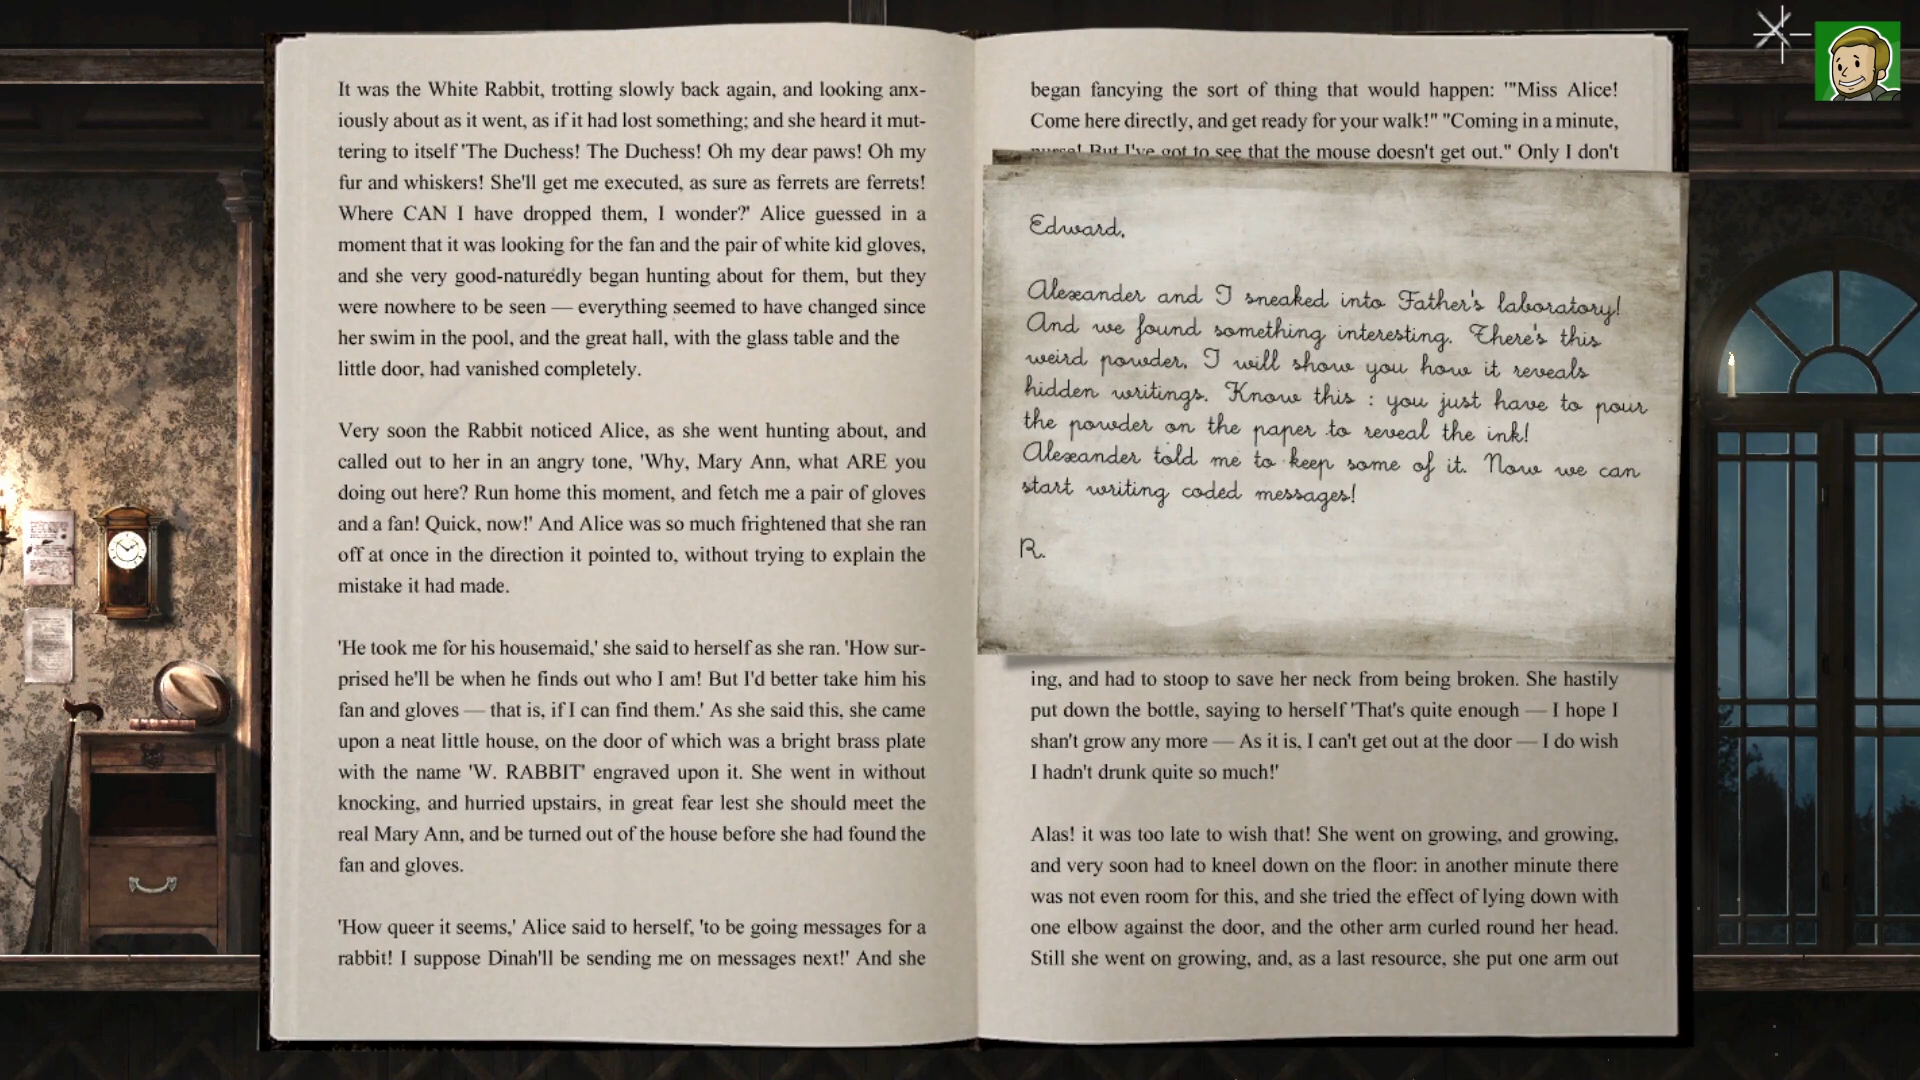 It was the White Rabbit, trotting slowly back again, and looking anx-
iously about as it went, as if it had lost something; and she heard it mut-
tering to itself 'The Duchess! The Duchess! Oh my dear paws! Oh my
fur and whiskers! She'll get me executed, as sure as ferrets are ferrets!
Where CAN I have dropped them, I wonder?' Alice guessed in a
moment that it was looking for the fan and the pair of white kid gloves,
and she very good-naturedly began hunting about for them, but they
were nowhere to be seen — everything seemed to have changed since
her swim in the pool, and the great hall, with the glass table and the
little door, had vanished completely.
Very soon the Rabbit noticed Alice, as she went hunting about, and
called out to her in an angry tone, 'Why, Mary Ann, what ARE you
doing out here? Run home this moment, and fetch me a pair of gloves
and a fan! Quick, now!' And Alice was so much frightened that she ran
off at once in the direction it pointed to, without trying to explain the
mistake it had made.
'He took me for his housemaid,' she said to herself as she ran. 'How sur-
prised he'll be when he finds out who I am! But I'd better take him his
fan and gloves — that is, if I can find them.' As she said this, she came
upon a neat little house, on the door of which was a bright brass plate
with the name 'W. RABBIT' engraved upon it. She went in without
knocking, and hurried upstairs, in great fear lest she should meet the
real Mary Ann, and be turned out of the house before she had found the
fan and gloves.
'How queer it seems,' Alice said to herself, 'to be going messages for a
rabbit! I suppose Dinah'll be sending me on messages next!' And she
began fancying the sort of thing that would happen: '"Miss Alice!
Come here directly, and get ready for your walk!" "Coming in a minute,
nurse! But I've got to see that the mouse doesn't get out." Only I don't
Edward,
Alexander and I sneaked into Father's laboratory!
And we found something interesting. There's this
weird powder. I will show you how it reveals
hidden writings. Know this : you just have to pour
the powder on the paper to reveal the ink!
Alexander told me to keep some of it. Now we can
start writing coded messages!
R.
ing, and had to stoop to save her neck from being broken. She hastily
put down the bottle, saying to herself 'That's quite enough — I hope I
shan't grow any more — As it is, I can't get out at the door — I do wish
I hadn't drunk quite so much!'
Alas! it was too late to wish that! She went on growing, and growing,
and very soon had to kneel down on the floor: in another minute there
was not even room for this, and she tried the effect of lying down with
one elbow against the door, and the other arm curled round her head.
Still she went on growing, and, as a last resource, she put one arm out